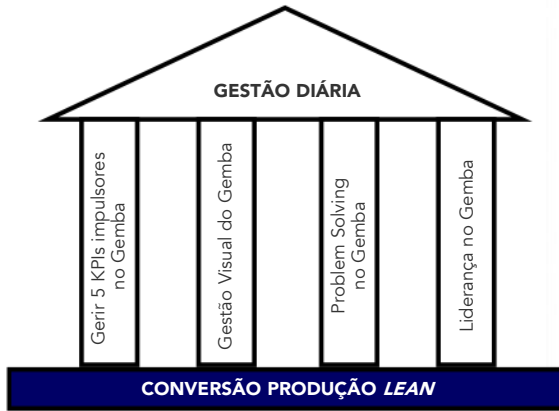 GESTÃO DIÁRIA
Gerir 5 KPIs impulsores
no Gemba
Gestão Visual do Gemba
Problem Solving
no Gemba
Liderança no Gemba
CONVERSÃO PRODUÇÃO LEAN